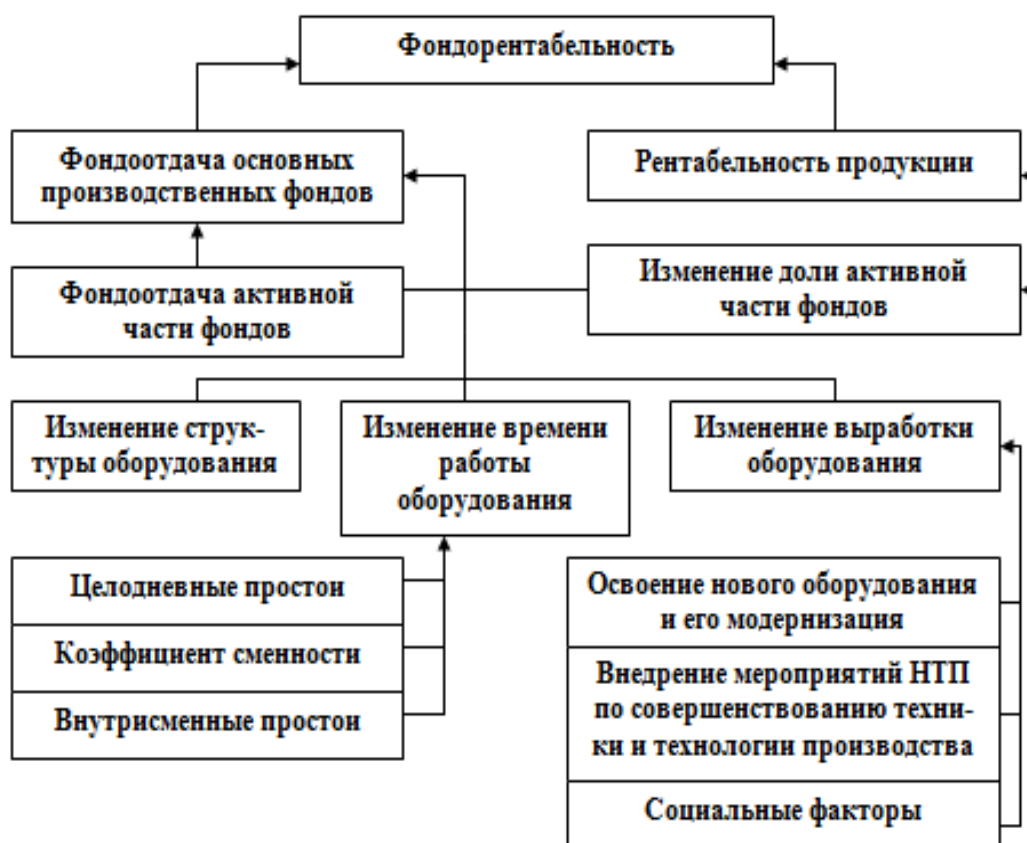 Фондорентабельность
Фондоотдача основных
производственных фондов
Рентабельность продукции
Фондоотдача активной
части фондов
Изменение доли активной
части фондов
Изменение струк-
туры оборудования
Изменение времени
работы
оборудования
Изменение выработки
оборудования
Целодневные простои
Коэффициент сменности
Внутрисменные простои
Освоение нового оборудования
и его модернизация
Внедрение мероприятий НТП
по совершенствованию техни-
ки и технологии производства
Социальные факторы